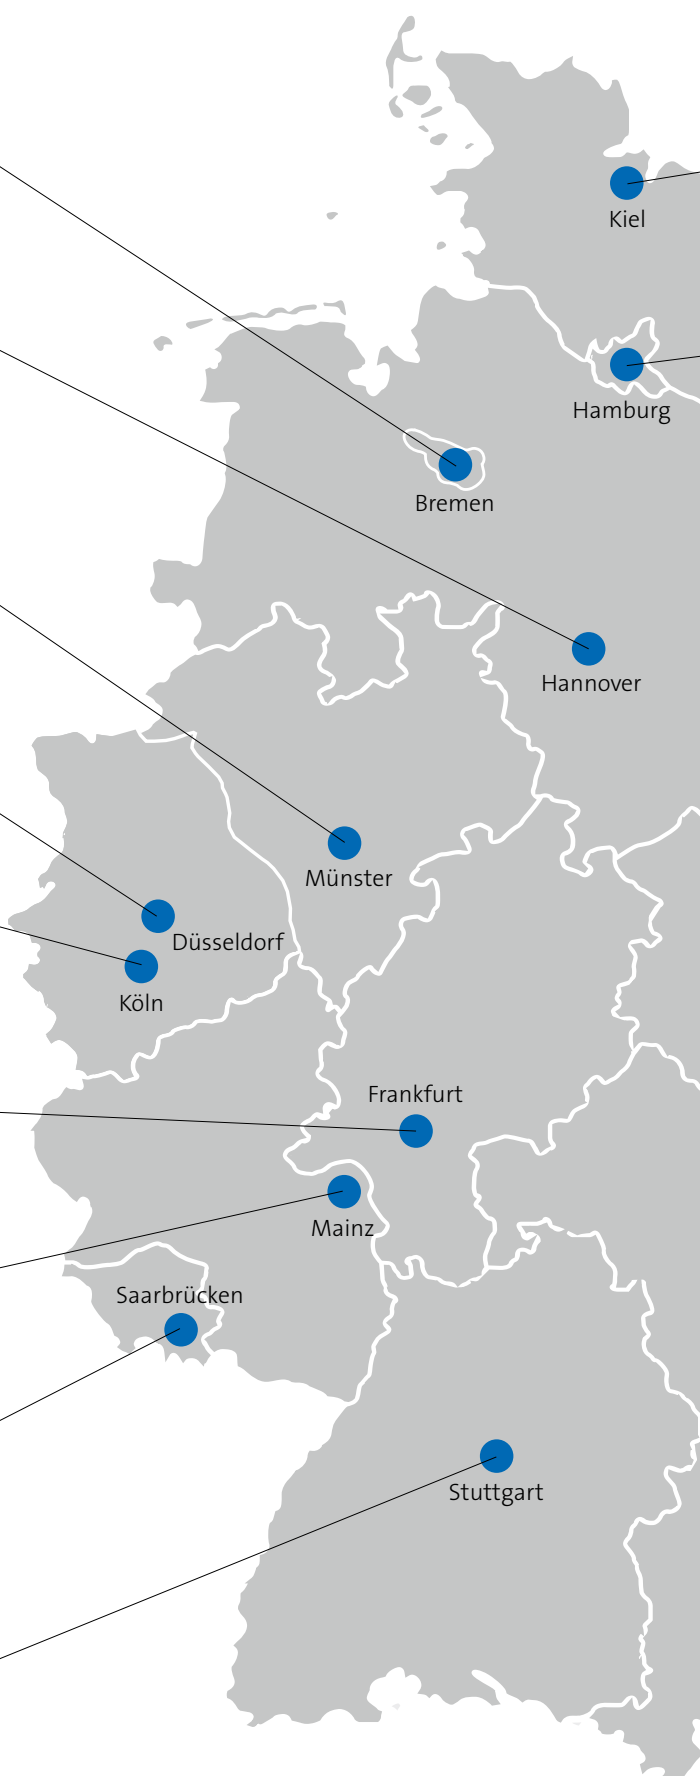 Kiel
Hamburg
Bremen
Hannover
Münster
Düsseldorf
Köln
Frankfurt
Mainz
Saarbrücken
Stuttgart